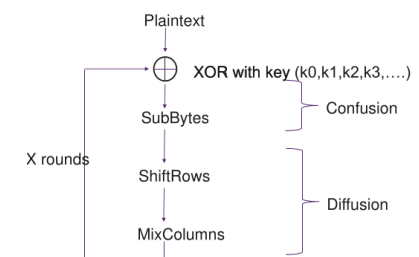 Plaintext
XOR with key (k0,k1,k2,k3,….)
SubBytes
Confusion
X rounds
ShiftRows
Diffusion
MixColumns